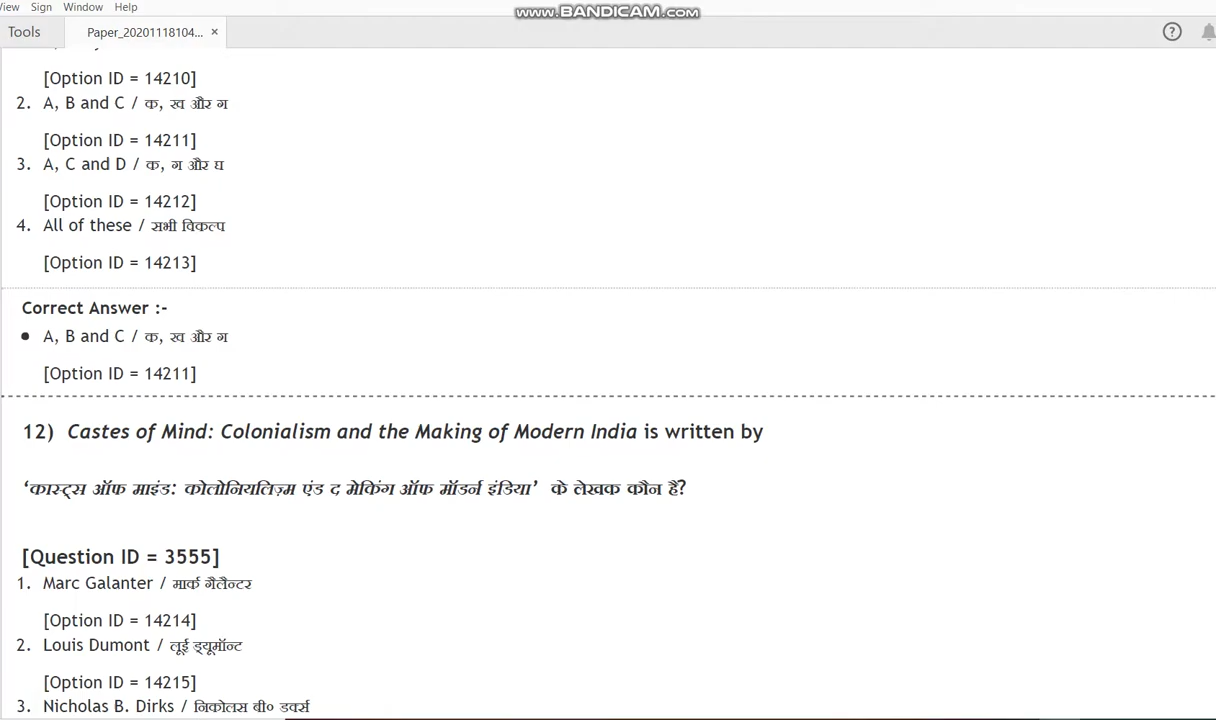 View Sign Window Help
www.BANDICAM.com
Tools Paper_20201118104... ×
[Option ID = 14210]
2. A, B and C / क, ख और ग
[Option ID = 14211]
3. A, C and D / क, ग और घ
[Option ID = 14212]
4. All of these / सभी विकल्प
[Option ID = 14213]
Correct Answer :-
• A, B and C / क, ख और ग
[Option ID = 14211]
12) Castes of Mind: Colonialism and the Making of Modern India is written by
‘कास्ट्स ऑफ माइंड: कोलोनियलिज़्म एंड द मेकिंग ऑफ मॉडर्न इंडिया’ के लेखक कौन हैं?
[Question ID = 3555]
1. Marc Galanter / मार्क गैलैन्टर
[Option ID = 14214]
2. Louis Dumont / लूई ड्यूमॉन्ट
[Option ID = 14215]
3. Nicholas B. Dirks / निकोलस बी० डर्क्स